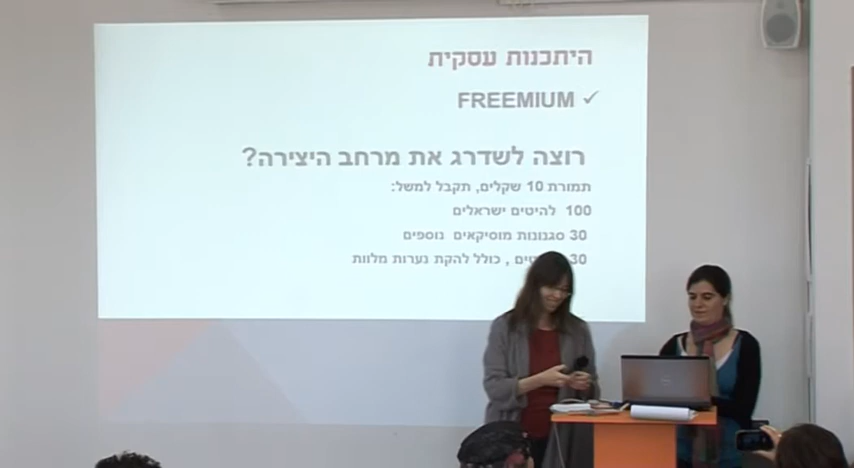 היתכנות עסקית
✓ FREEMIUM
רוצה לשדרג את מרחב היצירה?
תמורת 10 שקלים, תקבל למשל:
100 להיטים ישראלים
30 סגנונות מוסיקאים נוספים
30 , כולל להקת נערות מלוות
DELL